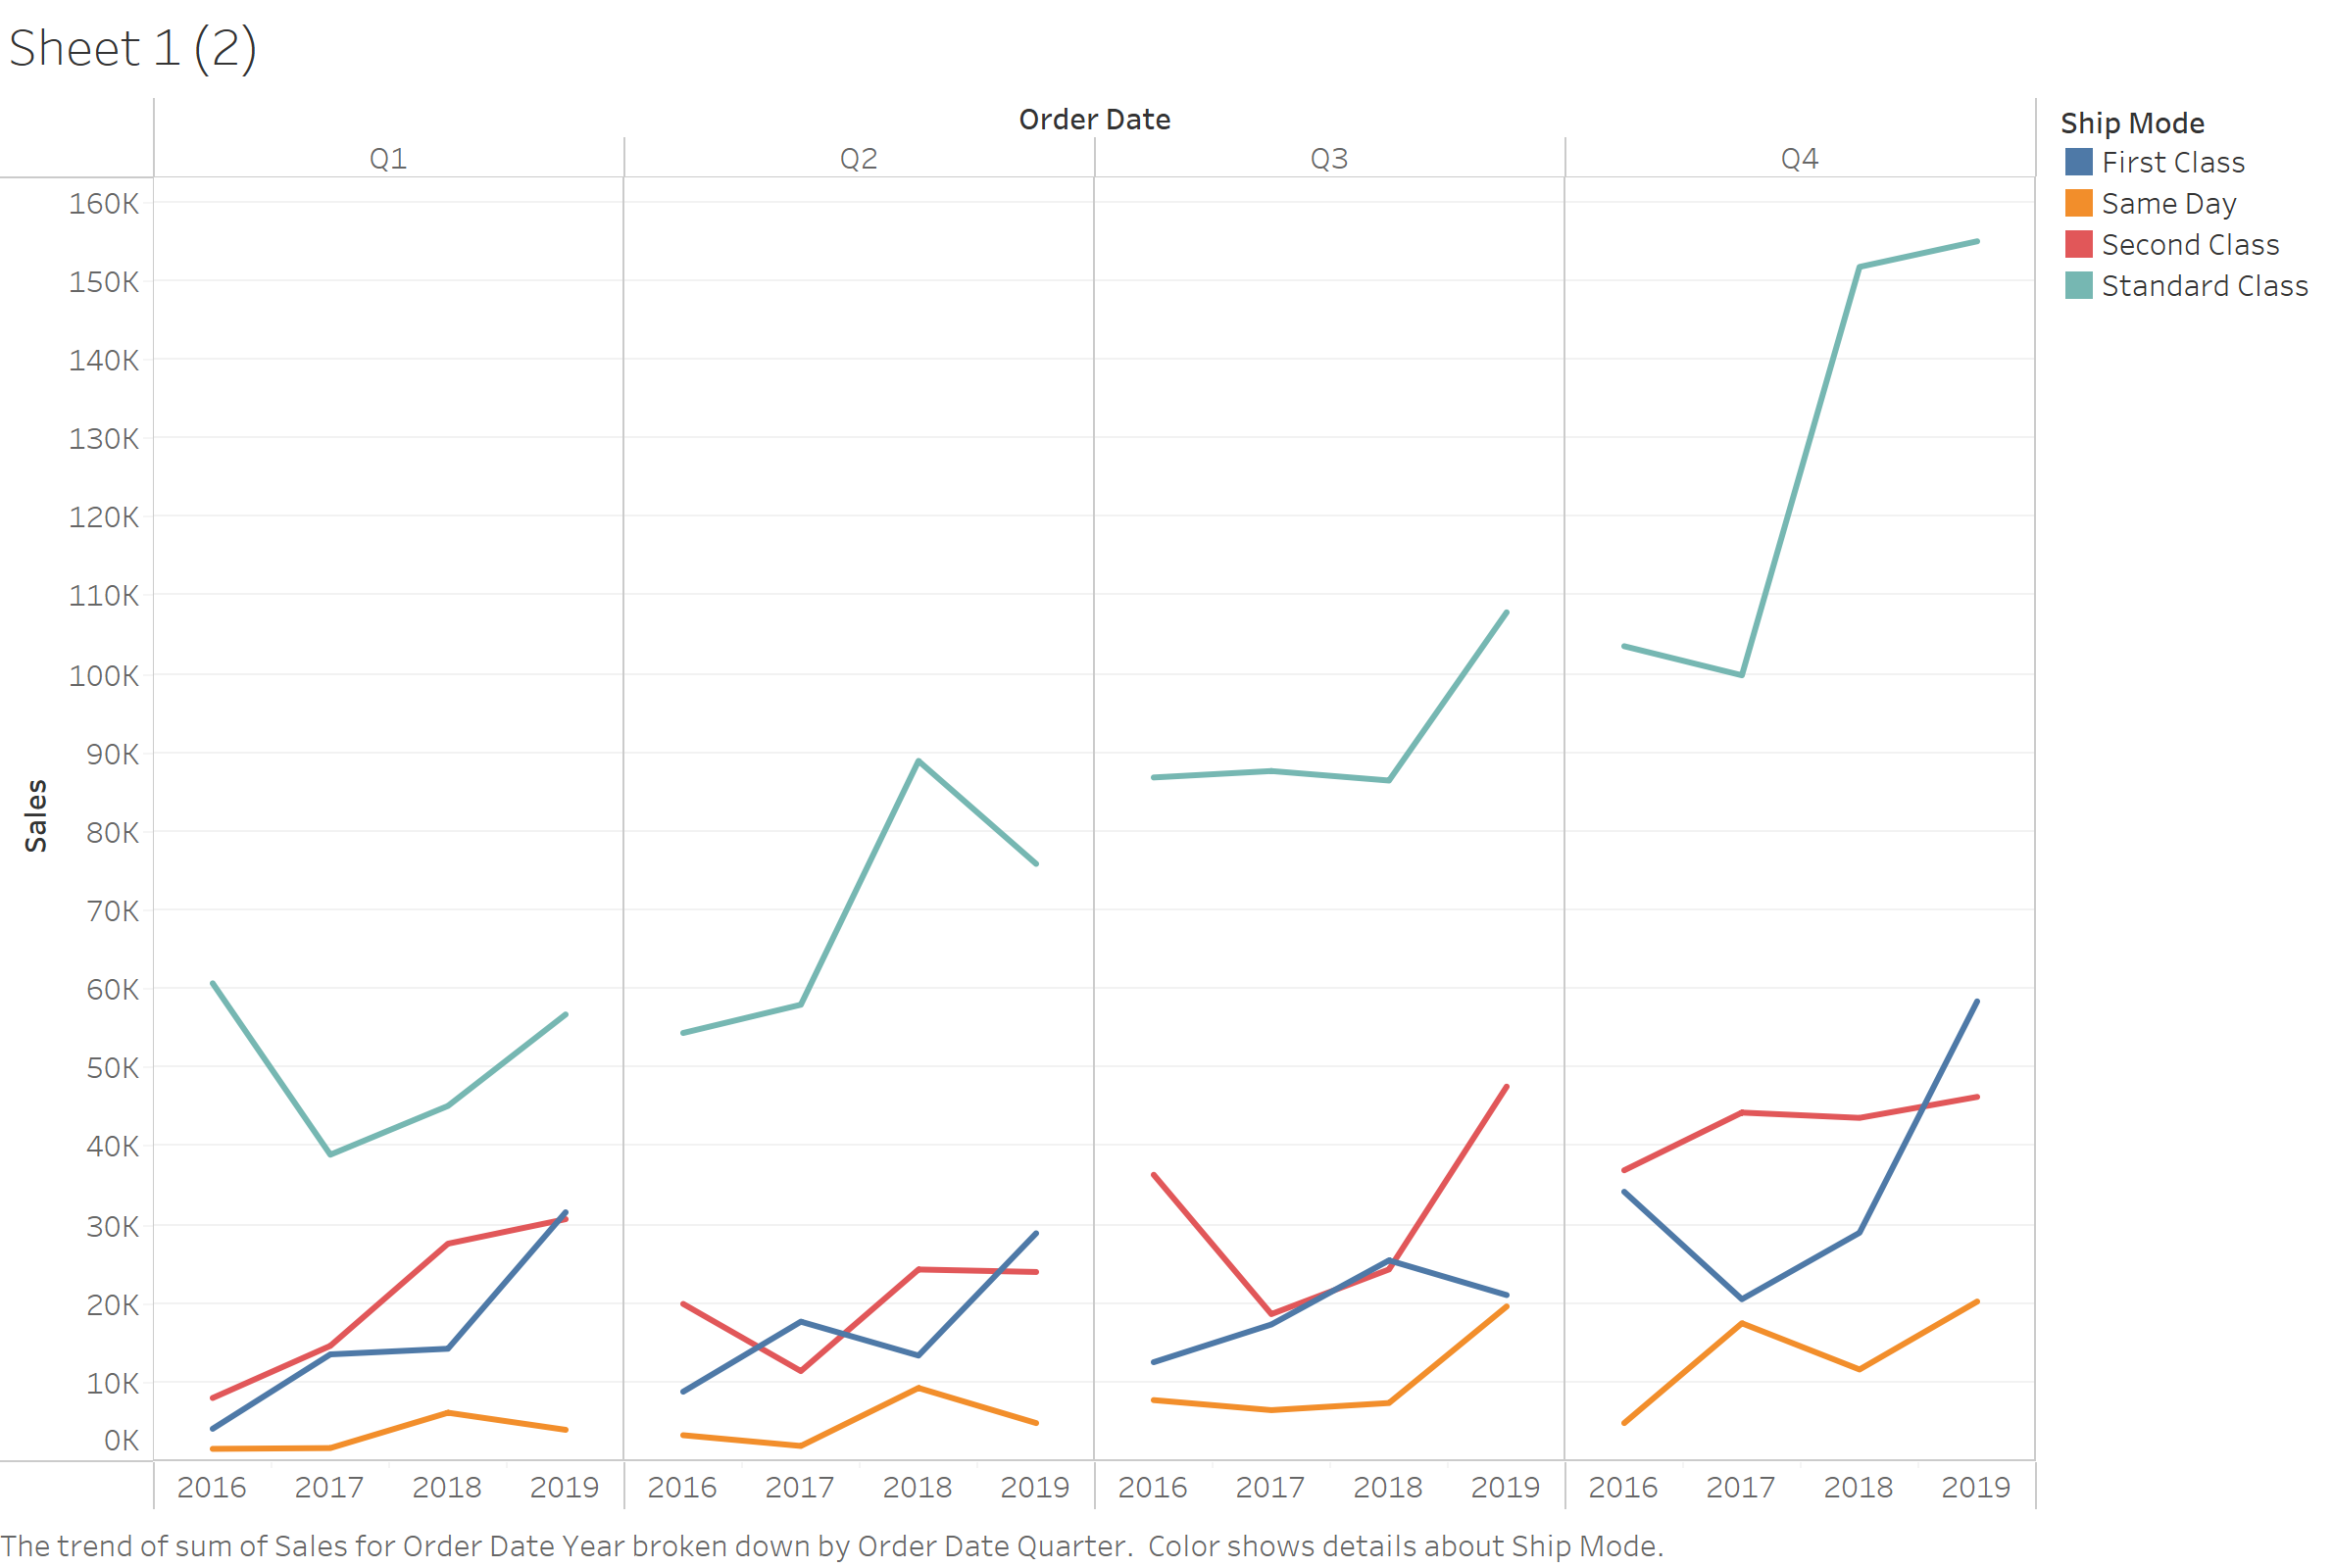 Sheet 1 (2)
Order Date
Q1 Q2 Q3 Q4
Ship Mode
First Class
Same Day
Second Class
Standard Class
Sales
160K
150K
140K
130K
120K
110K
100K
90K
80K
70K
60K
50K
40K
30K
20K
10K
0K
2016 2017 2018 2019 2016 2017 2018 2019 2016 2017 2018 2019 2016 2017 2018 2019
The trend of sum of Sales for Order Date Year broken down by Order Date Quarter.  Color shows details about Ship Mode.